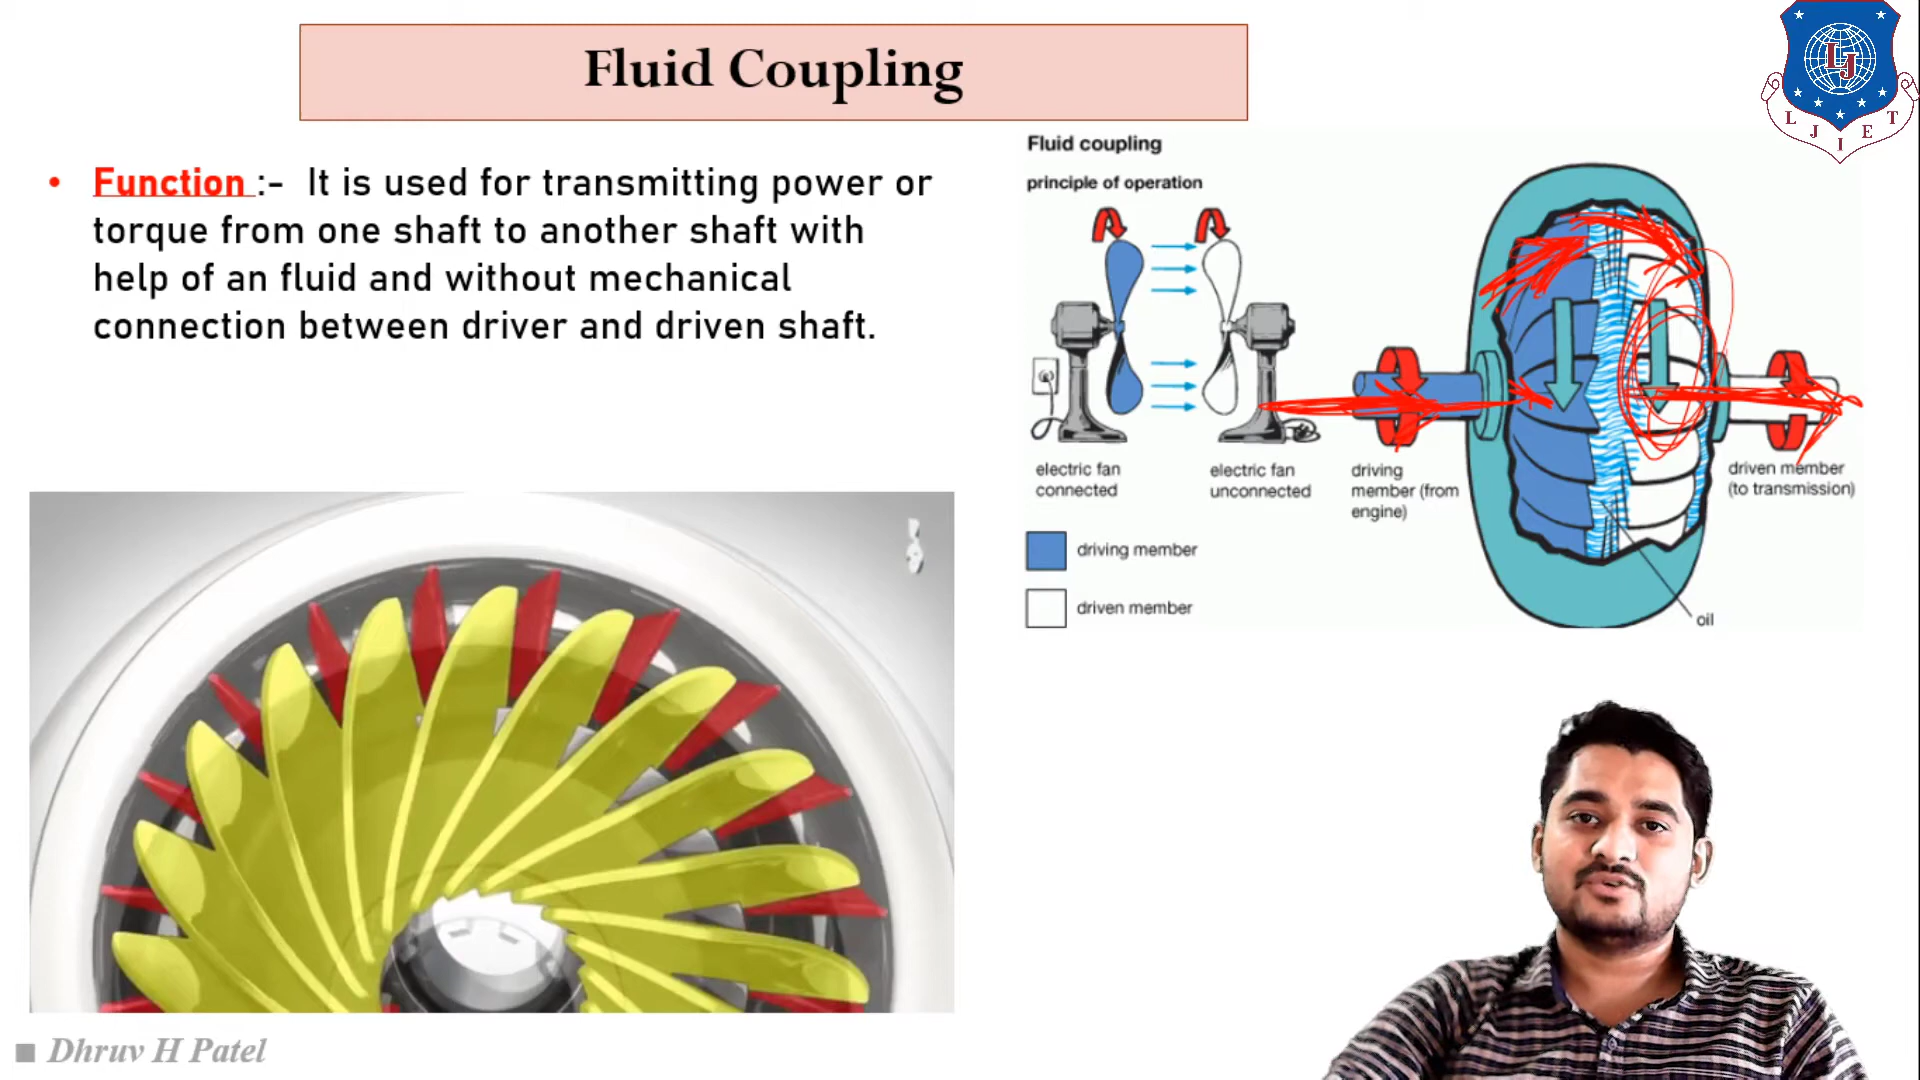 Fluid Coupling
• Function :- It is used for transmitting power or
torque from one shaft to another shaft with
help of an fluid and without mechanical
connection between driver and driven shaft.
Fluid coupling
principle of operation
electric fan
connected
electric fan
unconnected
driving
member (from
engine)
driven member
(to transmission)
driving member
driven member
oil
LJ
L J I E T
Dhruv H Patel